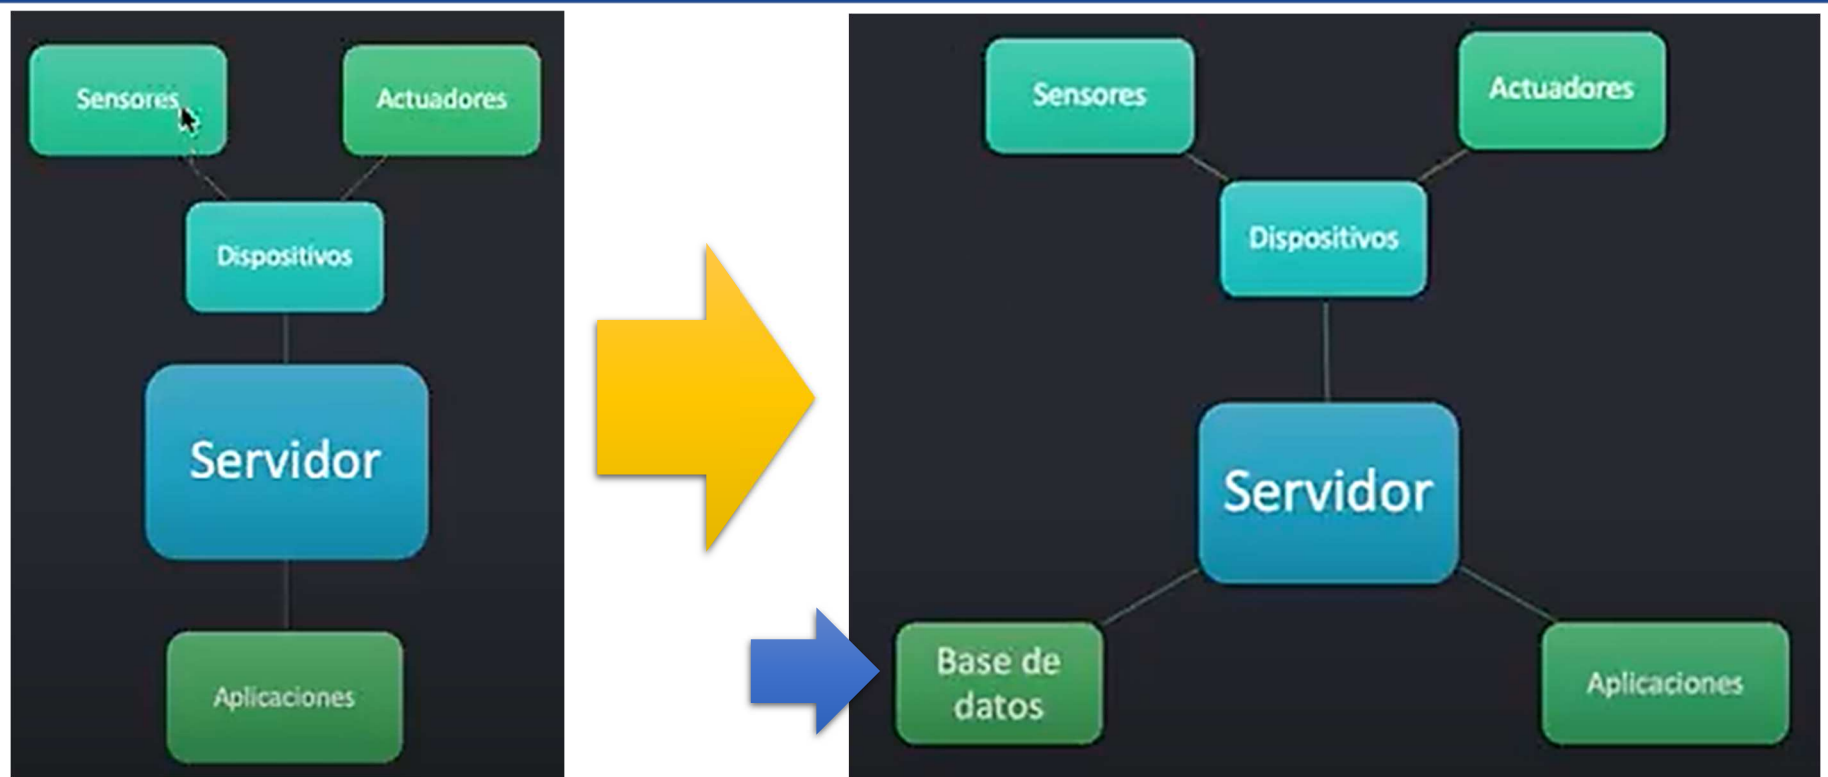 Sensores
Actuadores
Dispositivos
Servidor
Aplicaciones
Sensores
Actuadores
Dispositivos
Servidor
Base de
datos
Aplicaciones